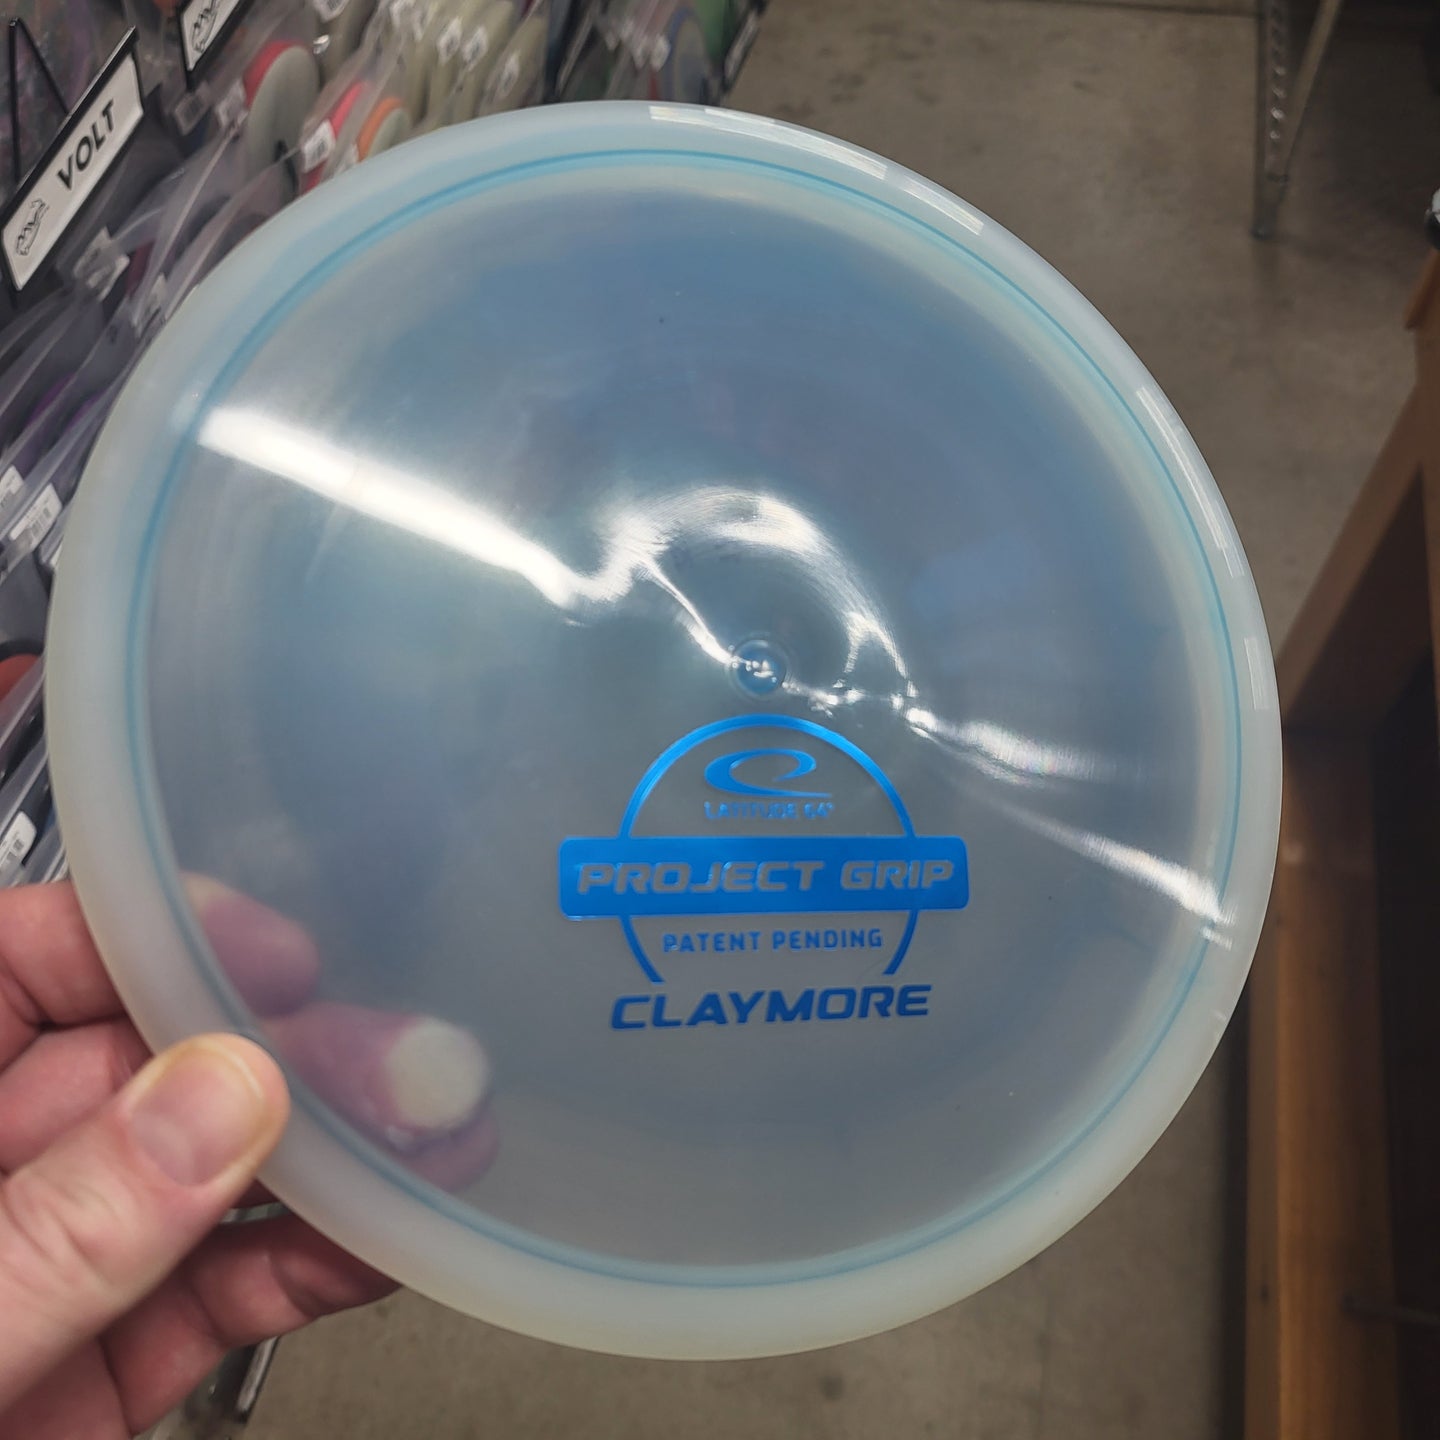 VOLT
LATITUDE 64°
PROJECT GRIP
PATENT PENDING
CLAYMORE